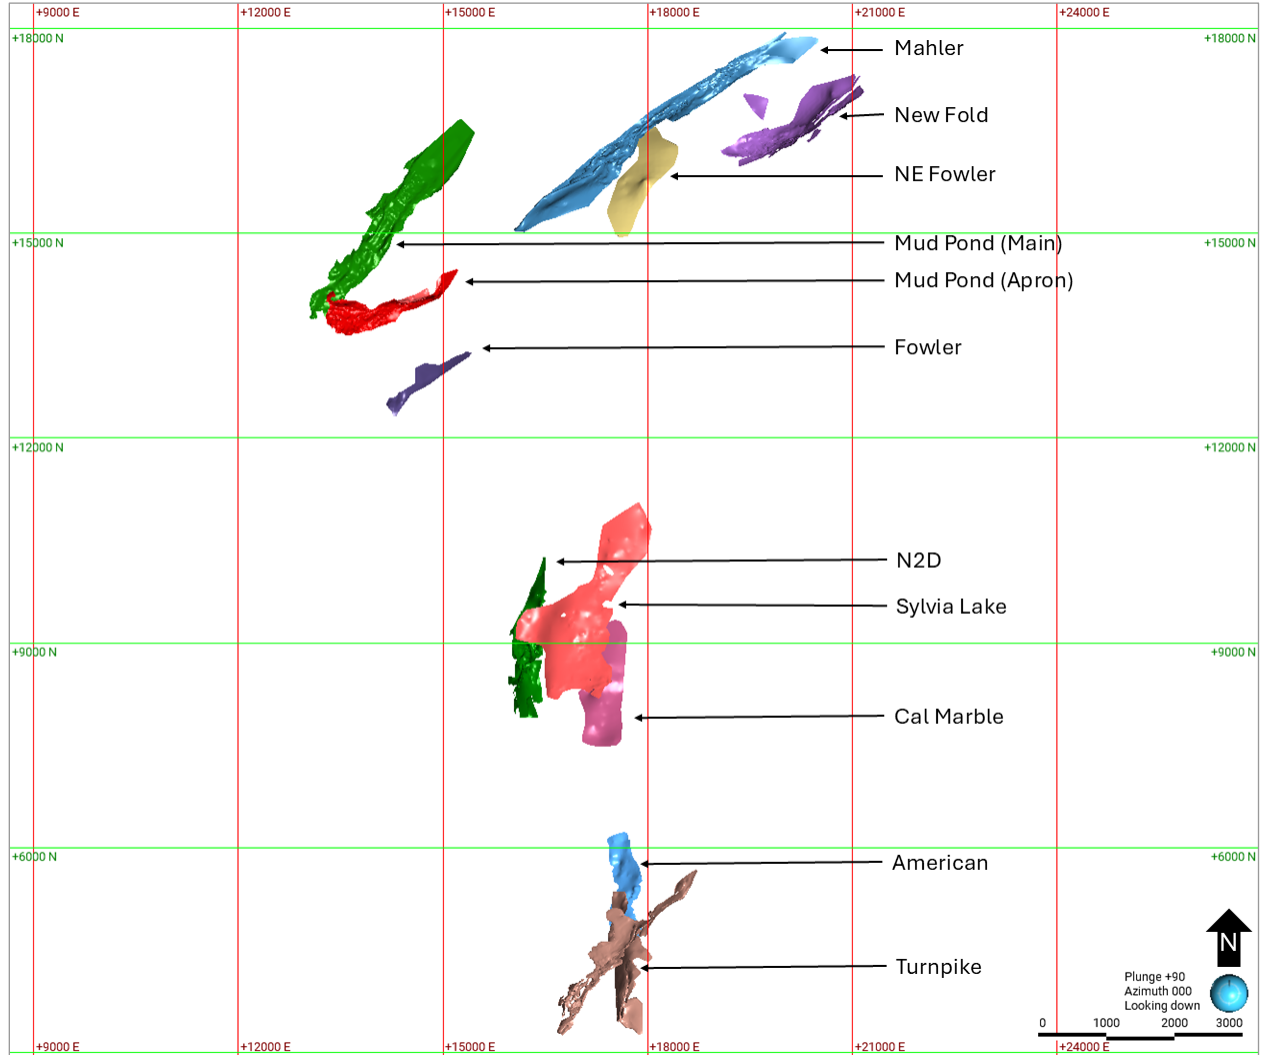 +9000 E +12000 E +15000 E +18000 E +21000 E +24000 E
+18000 N +18000 N
Mahler
New Fold
NE Fowler
+15000 N +15000 N
Mud Pond (Main)
Mud Pond (Apron)
Fowler
+12000 N +12000 N
N2D
Sylvia Lake
+9000 N +9000 N
Cal Marble
+6000 N +6000 N
American
N
Turnpike
Plunge +90
Azimuth 000
Looking down
0 1000 2000 3000
+9000 E +12000 E +15000 E +18000 E +21000 E +24000 E